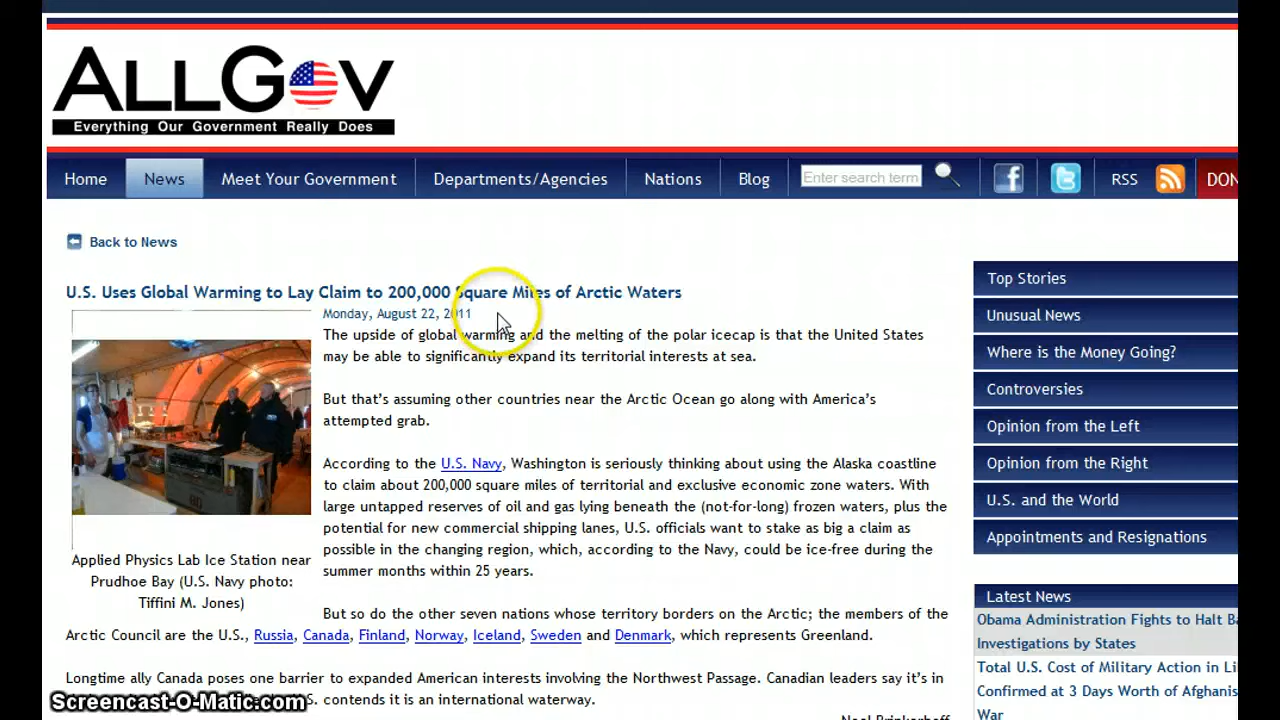 ALLGOV
Everything Our Government Really Does
Home
News
Meet Your Government
Departments/Agencies
Nations
Blog
Enter search term
RSS
DON
Back to News
U.S. Uses Global Warming to Lay Claim to 200,000 Square Miles of Arctic Waters
Monday, August 22, 2011
The upside of global warming and the melting of the polar icecap is that the United States
may be able to significantly expand its territorial interests at sea.
But that's assuming other countries near the Arctic Ocean go along with America's
attempted grab.
According to the U.S. Navy, Washington is seriously thinking about using the Alaska coastline
to claim about 200,000 square miles of territorial and exclusive economic zone waters. With
large untapped reserves of oil and gas lying beneath the (not-for-long) frozen waters, plus the
potential for new commercial shipping lanes, U.S. officials want to stake as big a claim as
possible in the changing region, which, according to the Navy, could be ice-free during the
summer months within 25 years.
Applied Physics Lab Ice Station near
Prudhoe Bay (U.S. Navy photo:
Tiffini M. Jones)
But so do the other seven nations whose territory borders on the Arctic; the members of the
Arctic Council are the U.S., Russia, Canada, Finland, Norway, Iceland, Sweden and Denmark, which represents Greenland.
Longtime ally Canada poses one barrier to expanded American interests involving the Northwest Passage. Canadian leaders say it's in
S. contends it is an international waterway.
Noel Brinkerhoff
Top Stories
Unusual News
Where is the Money Going?
Controversies
Opinion from the Left
Opinion from the Right
U.S. and the World
Appointments and Resignations
Latest News
Obama Administration Fights to Halt Ba
Investigations by States
Total U.S. Cost of Military Action in Li
Confirmed at 3 Days Worth of Afghanis
War
Screencast-O-Matic.com